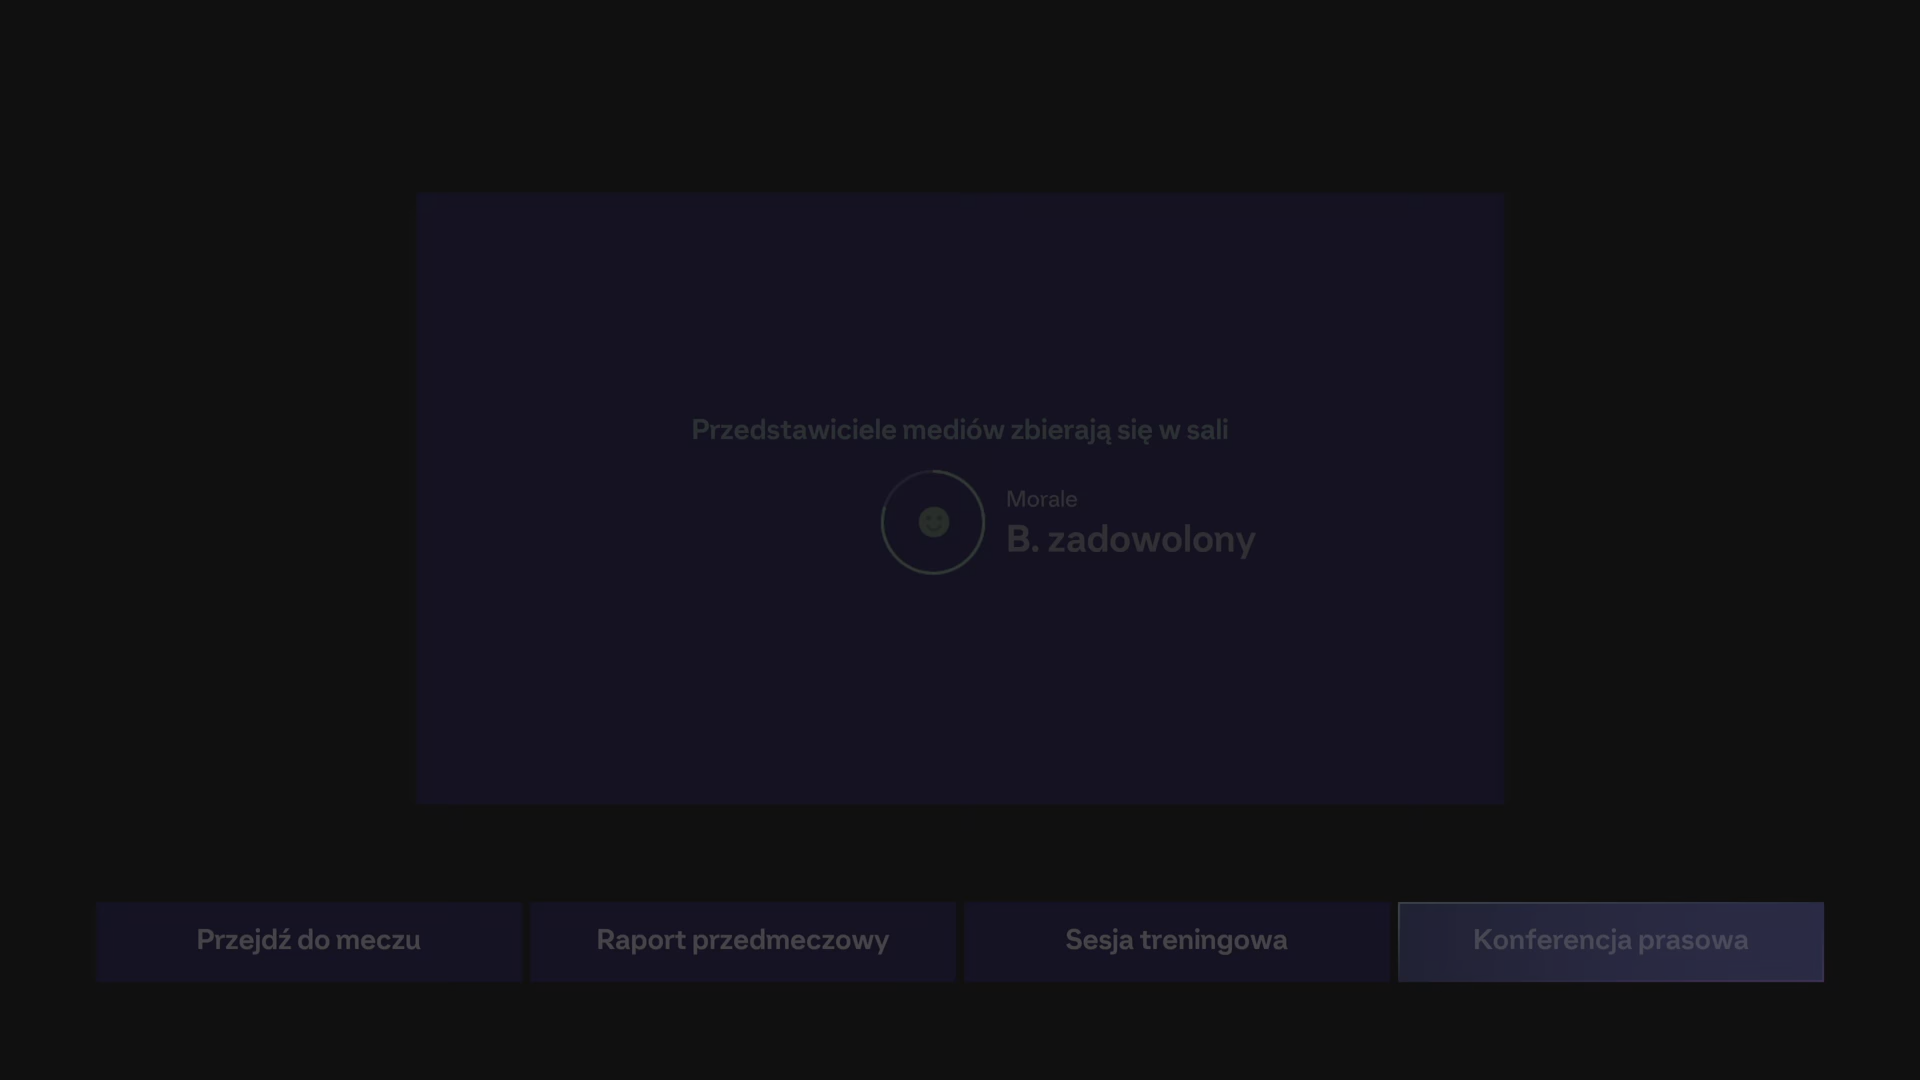 Przedstawiciele mediów zbierają się w sali
Morale
B. zadowolony
Przejdź do meczu
Raport przedmeczowy
Sesja treningowa
Konferencja prasowa